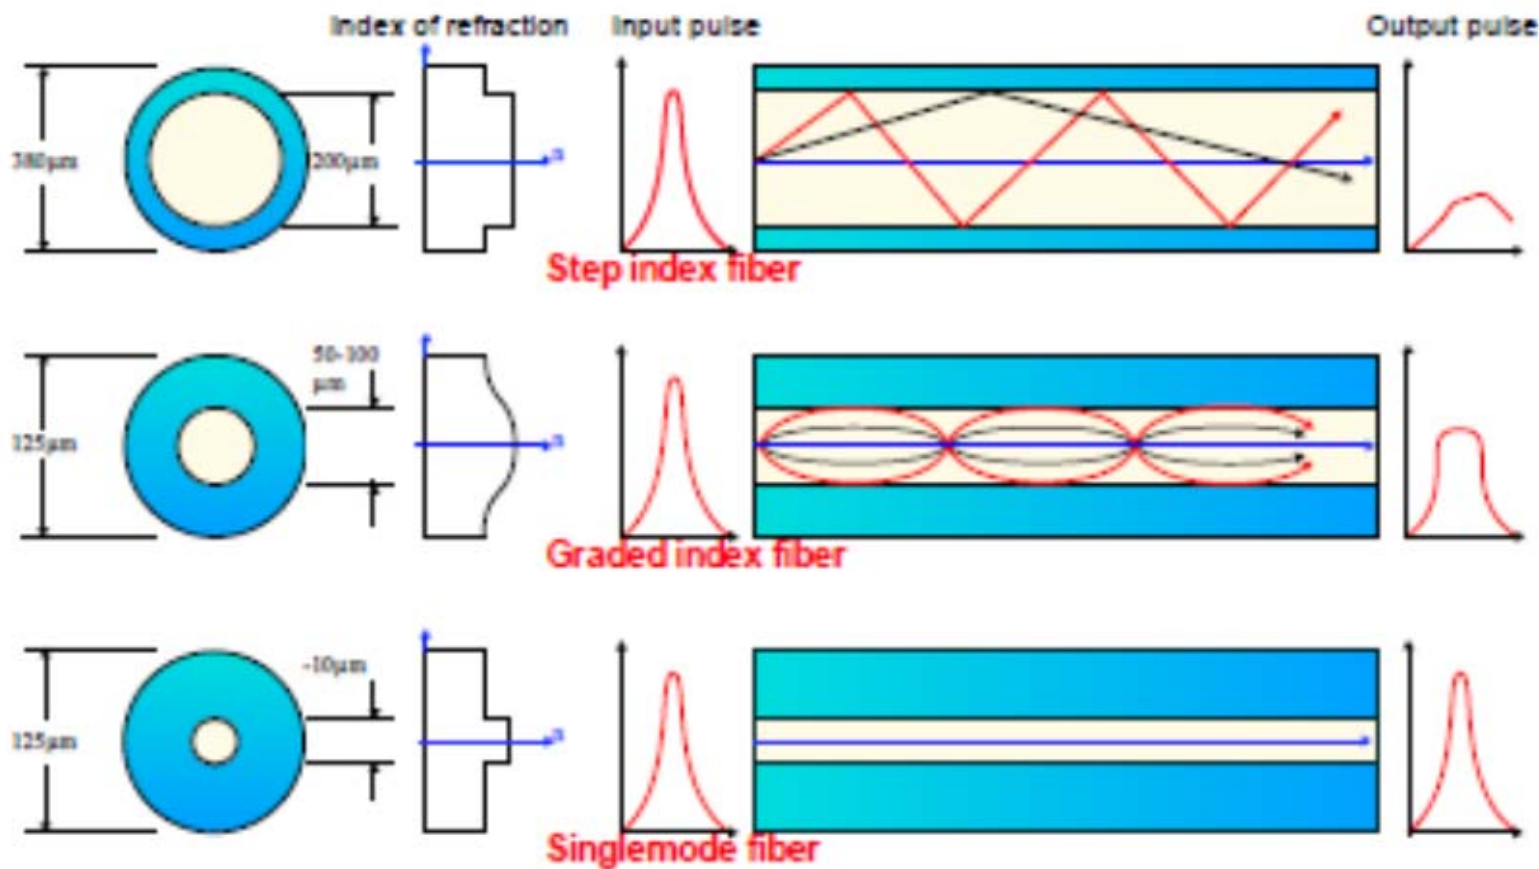 Index of refraction
Input pulse
Output pulse
380μm
200μm
n
Step index fiber
50-100
μm
125μm
n
Graded index fiber
~10μm
125μm
n
Singlemode fiber